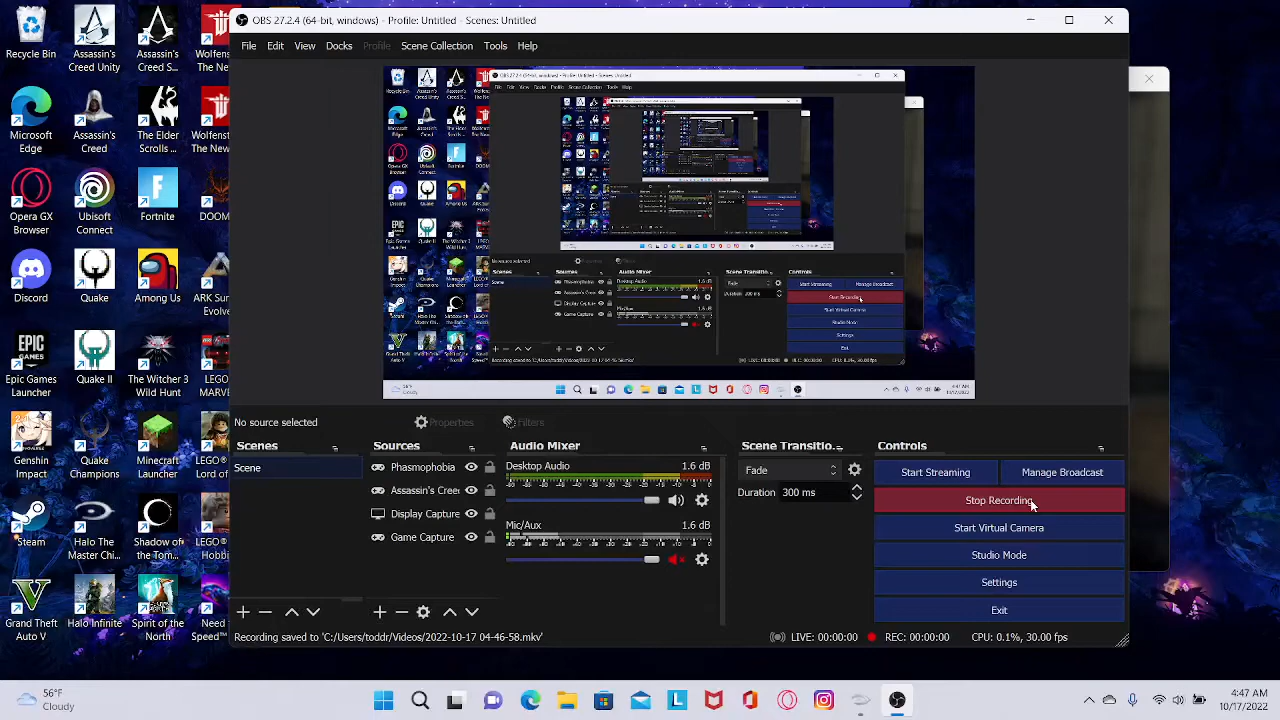 OBS 27.2.4 (64-bit, windows) - Profile: Untitled - Scenes: Untitled
File Edit View Docks Profile Scene Collection Tools Help
No source selected
Properties
Filters
Scenes
Scene
Sources
Phasmophobia
Assassin's Cree
Display Capture
Game Capture
Audio Mixer
Desktop Audio 1.6 dB
Mic/Aux 1.6 dB
Scene Transitio...
Fade
Duration 300 ms
Controls
Start Streaming
Manage Broadcast
Stop Recording
Start Virtual Camera
Studio Mode
Settings
Exit
Recording saved to 'C:/Users/toddr/Videos/2022-10-17 04-46-58.mkv'
LIVE: 00:00:00
REC: 00:00:00
CPU: 0.1%, 30.00 fps
Recycle Bin
Assassin's Creed Unity
Assassin's Creed ...
Wolfens
The New
Microsoft Edge
Assassin's Creed ...
The Elder Scrolls ...
Wolfens
The
Opera GX Browser
Ubisoft Connect
Fortnite
DOO
Discord
Quake
Among Us
ARK
Evolved
Epic Games Launcher
Quake II
The Witcher 3 Wild Hunt
LEGO®
Marvel
Genshin Impact
Quake Champions
Minecraft Launcher
LEGO® of
Steam
Halo The Master Chi...
Shadow of the Tom...
LEGO®
Hobbi
Grand Theft Auto V
Halo Infinite
Spirit of the North
Need
Speed™
56°F
Cloudy
4:47 AM
10/17/2022